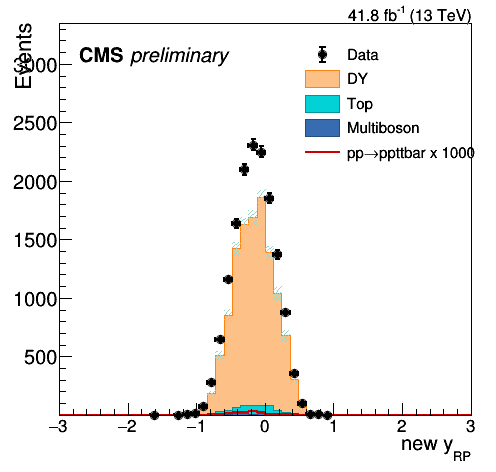 41.8 fb-1 (13 TeV)
Events
CMS preliminary
Data
DY
Top
Multiboson
pp→ppttbar x 1000
3000
2500
2000
1500
1000
500
−3 −2 −1 0 1 2 3
new yRP